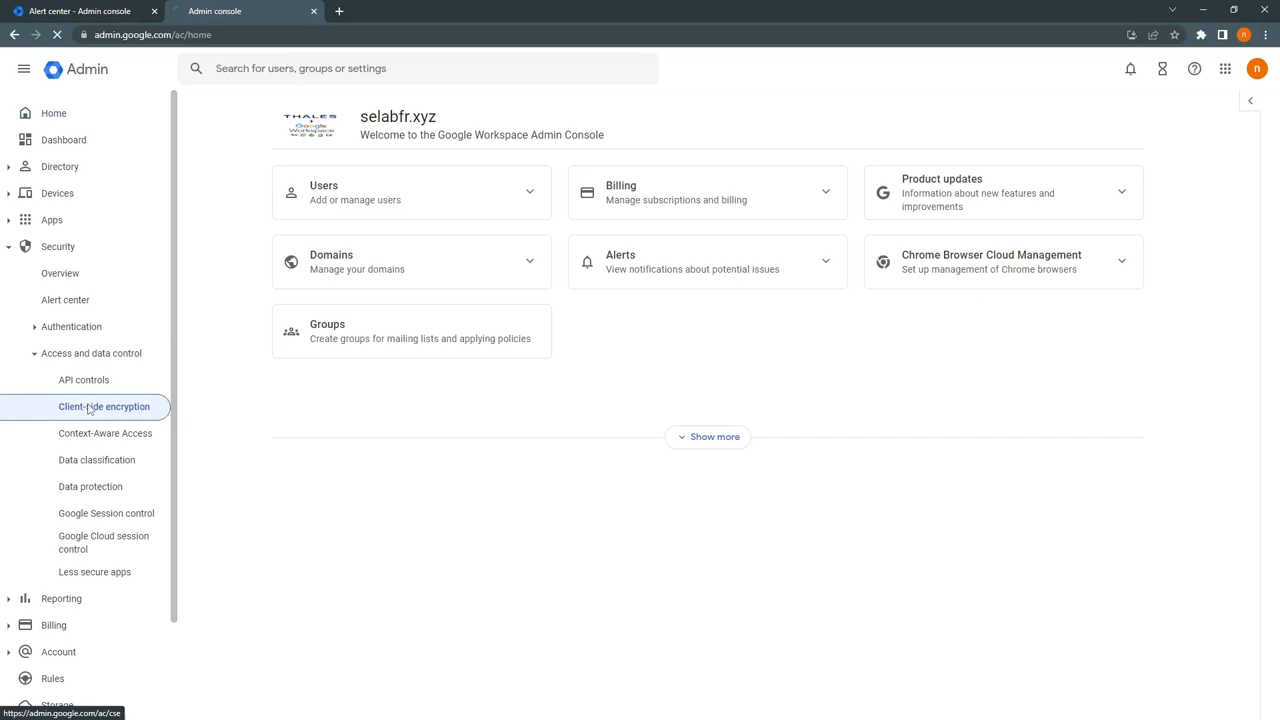 Alert center - Admin console
Admin console
admin.google.com/ac/home
n
Admin
Search for users, groups or settings
n
Home
Dashboard
Directory
Devices
Apps
Security
Overview
Alert center
Authentication
Access and data control
API controls
Client-side encryption
Context-Aware Access
Data classification
Data protection
Google Session control
Google Cloud session
control
Less secure apps
Reporting
Billing
Account
Rules
Storage
https://admin.google.com/ac/cse
THALES
+
Google
Workspace
selabfr.xyz
Welcome to the Google Workspace Admin Console
Users
Add or manage users
Billing
Manage subscriptions and billing
Product updates
Information about new features and
improvements
Domains
Manage your domains
Alerts
View notifications about potential issues
Chrome Browser Cloud Management
Set up management of Chrome browsers
Groups
Create groups for mailing lists and applying policies
Show more